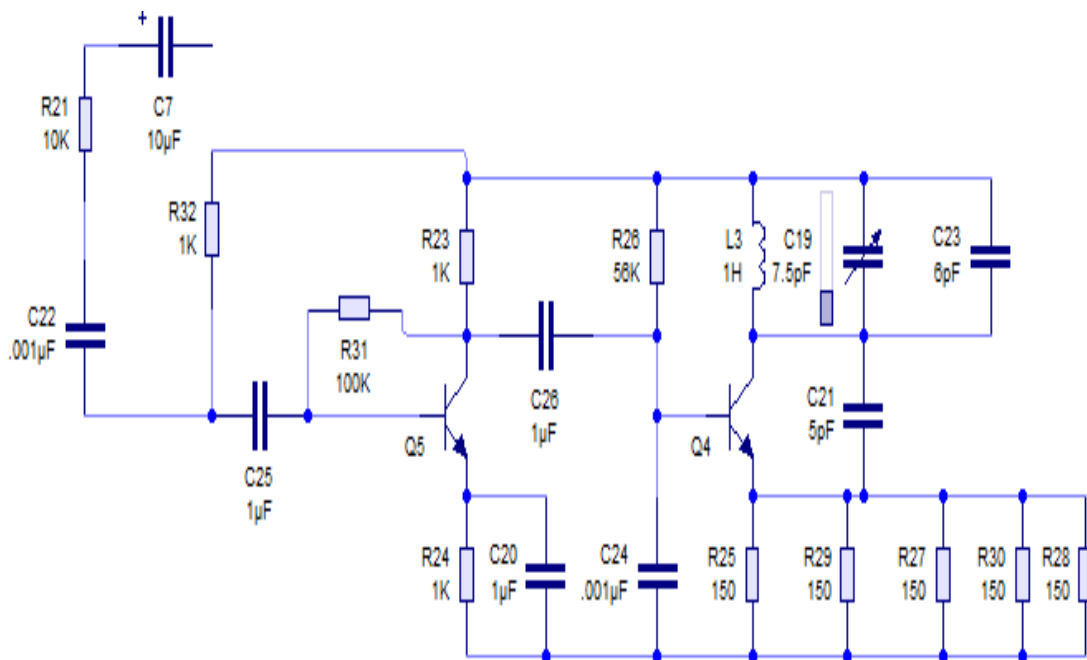 +
R21
10K
C7
10µF
R32
1K
R23
1K
R26
56K
L3
1H
C19
7.5pF
C23
6pF
C22
.001µF
R31
100K
C26
1µF
C21
5pF
Q5
Q4
C25
1µF
R24
1K
C20
1µF
C24
.001µF
R25
150
R29
150
R27
150
R30
150
R28
150